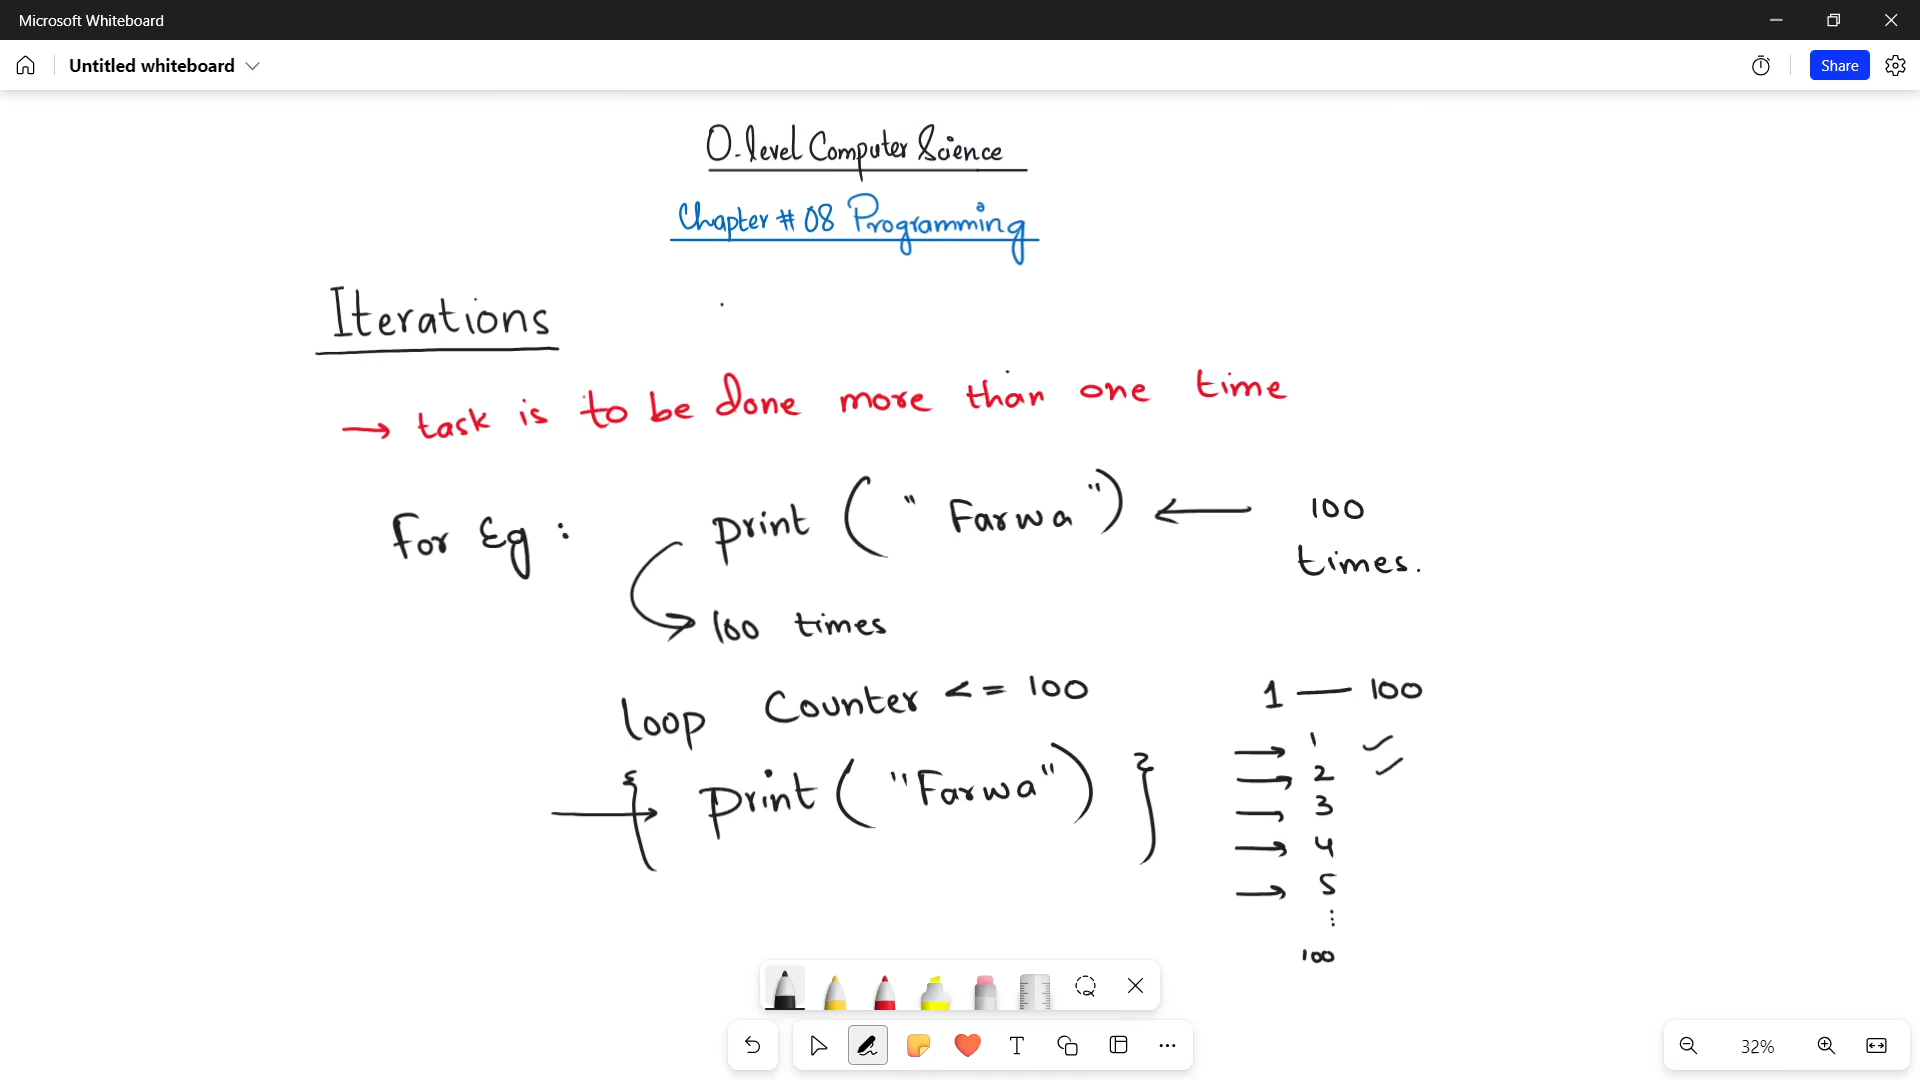 Microsoft Whiteboard
Untitled whiteboard
Share
O-level Computer Science
Chapter # 08 Programming
Iterations
→ task is to be done more than one time
For Eg : print ( " Farwa " ) ← 100
times.
100 times
loop Counter <= 100
1 — 100
{ print ( "Farwa" ) }
→ 1 ✓
→ 2 ✓
→ 3
→ 4
→ 5
⋮
100
32%